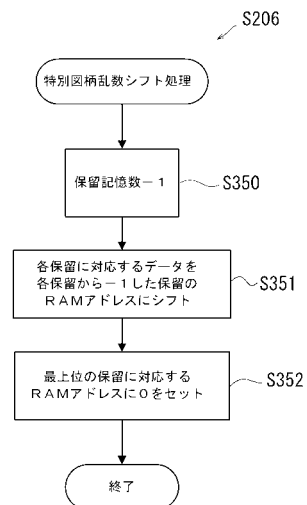 S206
特別図柄乱数シフト処理
保留記憶数－１
S350
各保留に対応するデータを
各保留から－１した保留の
ＲＡＭアドレスにシフト
S351
最上位の保留に対応する
ＲＡＭアドレスに０をセット
S352
終了